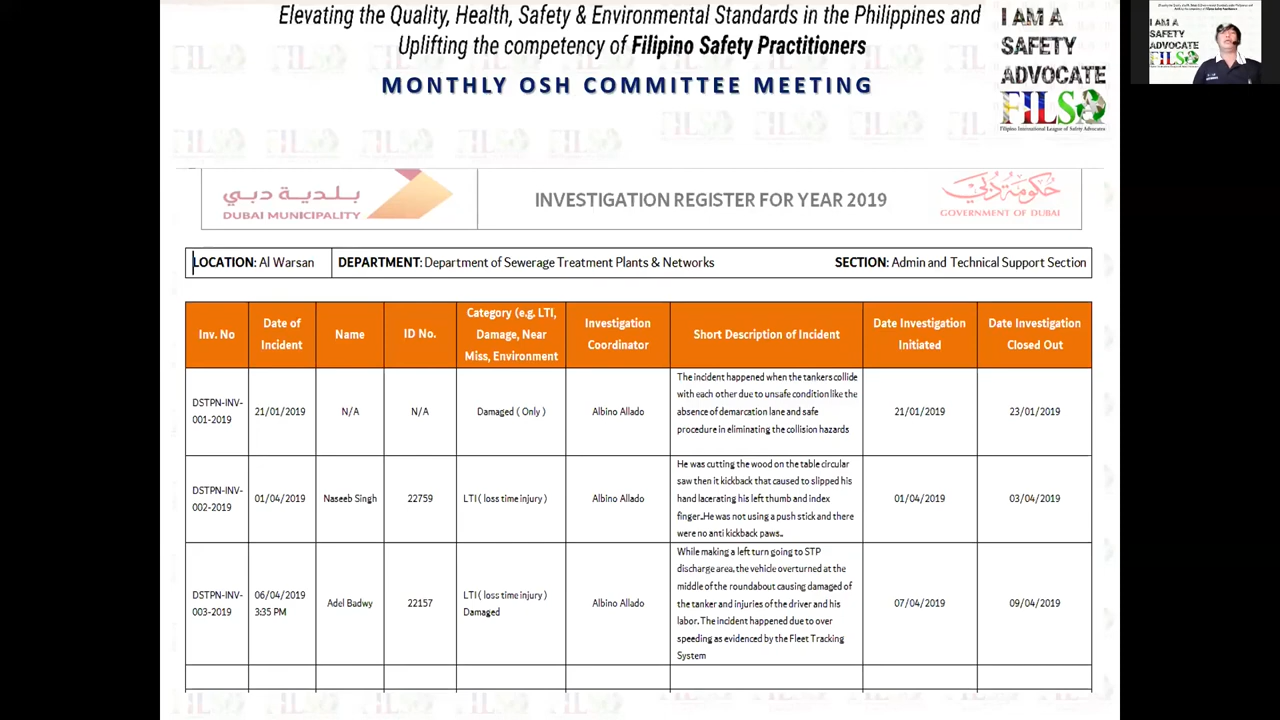 Elevating the Quality, Health, Safety & Environmental Standards in the Philippines and
Uplifting the competency of Filipino Safety Practitioners
MONTHLY OSH COMMITTEE MEETING
I AM A
SAFETY
ADVOCATE
FILSA
Filipino International League of Safety Advocates
بلدية دبي
DUBAI MUNICIPALITY
INVESTIGATION REGISTER FOR YEAR 2019
حكومة دبي
GOVERNMENT OF DUBAI
LOCATION: Al Warsan
DEPARTMENT: Department of Sewerage Treatment Plants & Networks
SECTION: Admin and Technical Support Section
Inv. No
Date of
Incident
Name
ID No.
Category (e.g. LTI,
Damage, Near
Miss, Environment
Investigation
Coordinator
Short Description of Incident
Date Investigation
Initiated
Date Investigation
Closed Out
DSTPN-INV-
001-2019
21/01/2019
N/A
N/A
Damaged ( Only )
Albino Allado
The incident happened when the tankers collide
with each other due to unsafe condition like the
absence of demarcation lane and safe
procedure in eliminating the collision hazards
21/01/2019
23/01/2019
DSTPN-INV-
002-2019
01/04/2019
Naseeb Singh
22759
LTI ( loss time injury )
Albino Allado
He was cutting the wood on the table circular
saw then it kickback that caused to slipped his
hand lacerating his left thumb and index
finger..He was not using a push stick and there
were no anti kickback paws..
01/04/2019
03/04/2019
DSTPN-INV-
003-2019
06/04/2019
3:35 PM
Adel Badwy
22157
LTI ( loss time injury )
Damaged
Albino Allado
While making a left turn going to STP
discharge area, the vehicle overturned at the
middle of the roundabout causing damaged of
the tanker and injuries of the driver and his
labor. The incident happened due to over
speeding as evidenced by the Fleet Tracking
System
07/04/2019
09/04/2019
I AM A
SAFETY
ADVOCATE
FILS